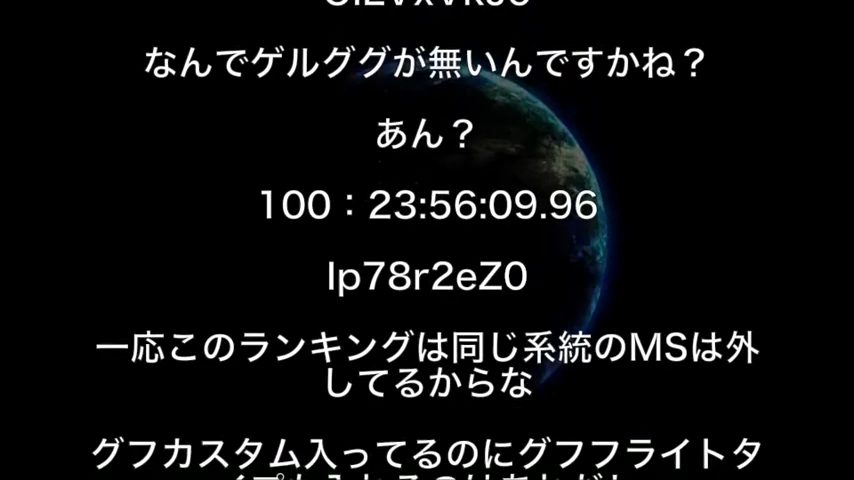 なんでゲルググが無いんですかね？
あん？
100：23:56:09.96
lp78r2eZ0
一応このランキングは同じ系統のMSは外
してるからな
グフカスタム入ってるのにグフフライトタ